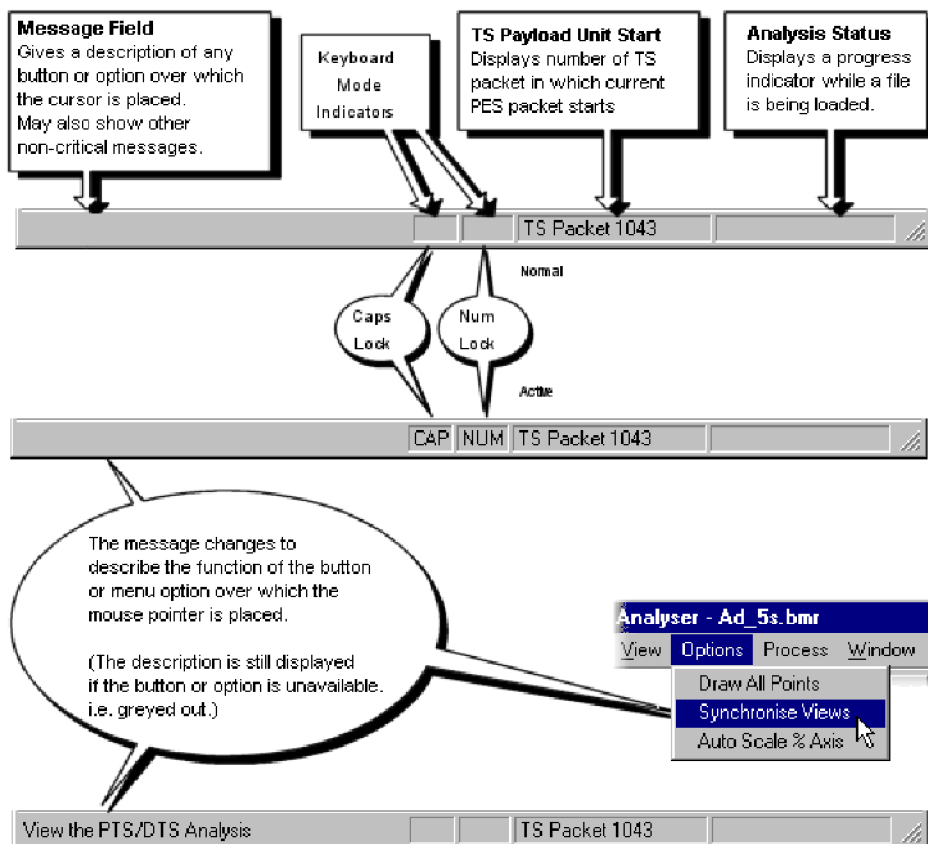 Message Field
Gives a description of any
button or option over which
the cursor is placed.
May also show other
non-critical messages.
Keyboard
Mode
Indicators
TS Payload Unit Start
Displays number of TS
packet in which current
PES packet starts
Analysis Status
Displays a progress
indicator while a file
is being loaded.
TS Packet 1043
Normal
Caps
Lock
Num
Lock
Active
CAP NUM TS Packet 1043
The message changes to
describe the function of the button
or menu option over which the
mouse pointer is placed.
(The description is still displayed
if the button or option is unavailable.
i.e. greyed out.)
Analyser - Ad_5s.bmr
View Options Process Window
Draw All Points
Synchronise Views
Auto Scale % Axis
View the PTS/DTS Analysis TS Packet 1043